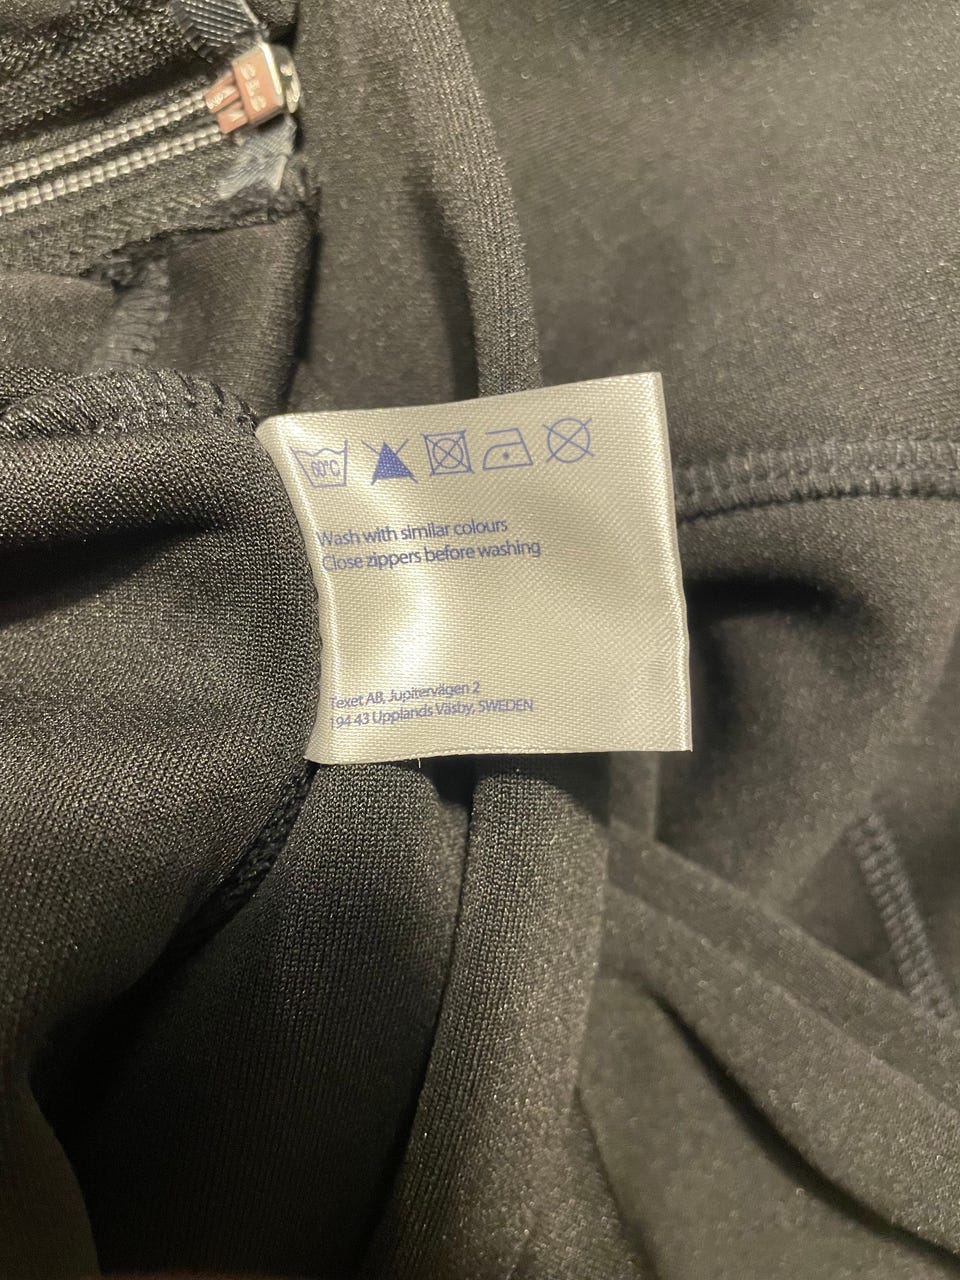 60°C
Wash with similar colours
Close zippers before washing
Texet AB, Jupitervägen 2
194 43 Upplands Väsby, SWEDEN